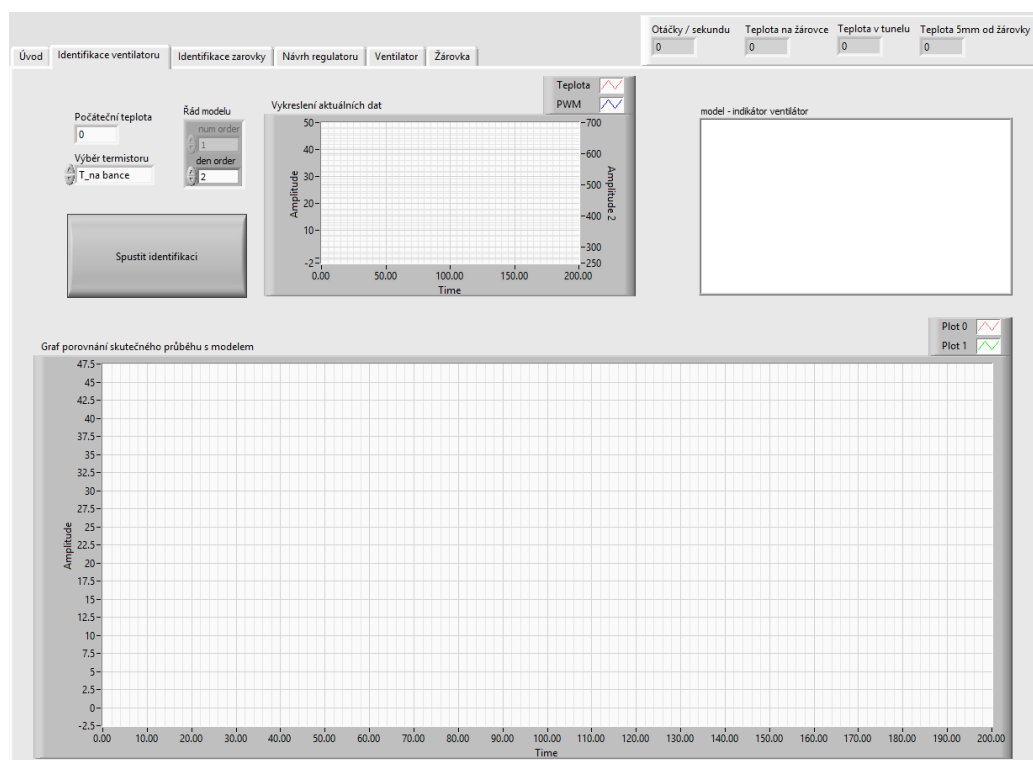 Otáčky / sekundu Teplota na žárovce Teplota v tunelu Teplota 5mm od žárovky
0 0 0 0
Úvod Identifikace ventilatoru Identifikace zarovky Návrh regulatoru Ventilator Žárovka
Počáteční teplota
0
Výběr termistoru
T_na bance
Řád modelu
num order
1
den order
2
Spustit identifikaci
Vykreslení aktuálních dat
Teplota
PWM
50
40
30
20
10
-2
Amplitude
700
600
500
400
300
250
Amplitude 2
0.00 50.00 100.00 150.00 200.00
Time
model - indikátor ventilátor
Graf porovnání skutečného průběhu s modelem
Plot 0
Plot 1
47.5
45
42.5
40
37.5
35
32.5
30
27.5
25
22.5
20
17.5
15
12.5
10
7.5
5
2.5
0
-2.5
Amplitude
0.00 10.00 20.00 30.00 40.00 50.00 60.00 70.00 80.00 90.00 100.00 110.00 120.00 130.00 140.00 150.00 160.00 170.00 180.00 190.00 200.00
Time